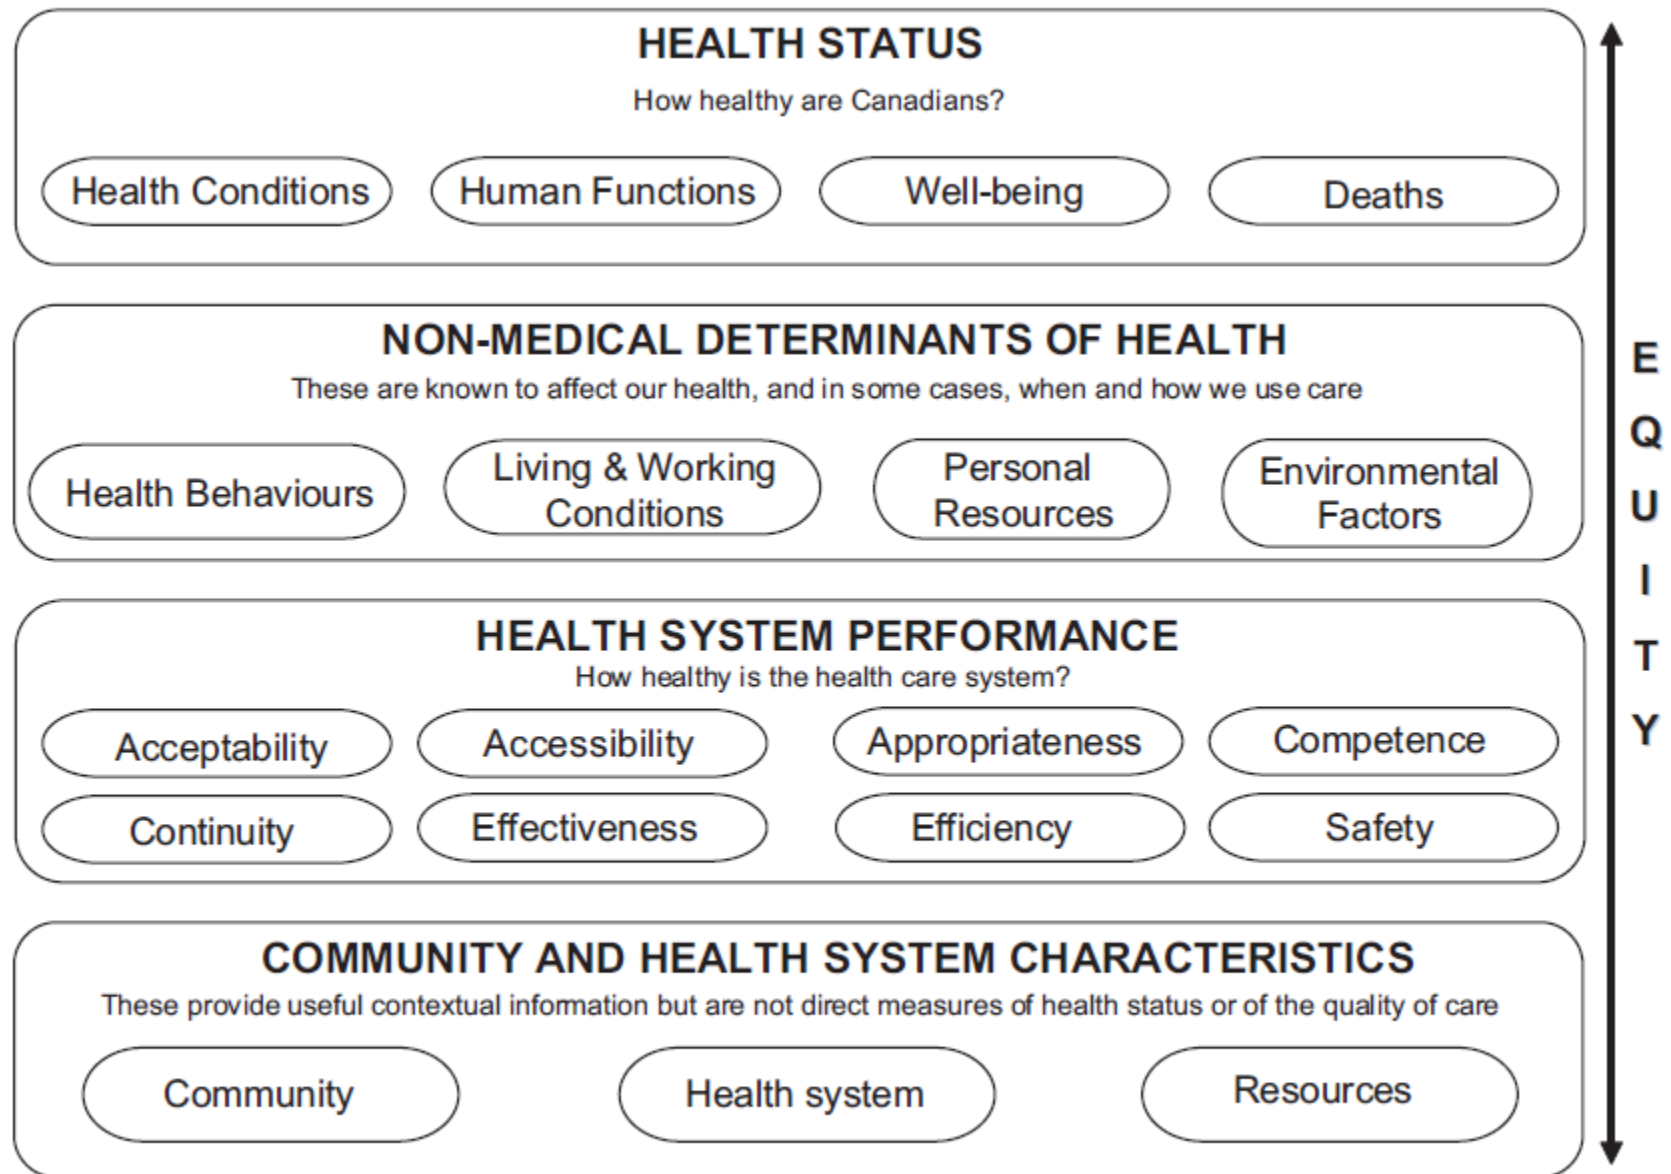 HEALTH STATUS
How healthy are Canadians?
Health Conditions
Human Functions
Well-being
Deaths
NON-MEDICAL DETERMINANTS OF HEALTH
These are known to affect our health, and in some cases, when and how we use care
Health Behaviours
Living & Working
Conditions
Personal
Resources
Environmental
Factors
HEALTH SYSTEM PERFORMANCE
How healthy is the health care system?
Acceptability
Accessibility
Appropriateness
Competence
Continuity
Effectiveness
Efficiency
Safety
COMMUNITY AND HEALTH SYSTEM CHARACTERISTICS
These provide useful contextual information but are not direct measures of health status or of the quality of care
Community
Health system
Resources
E
Q
U
I
T
Y